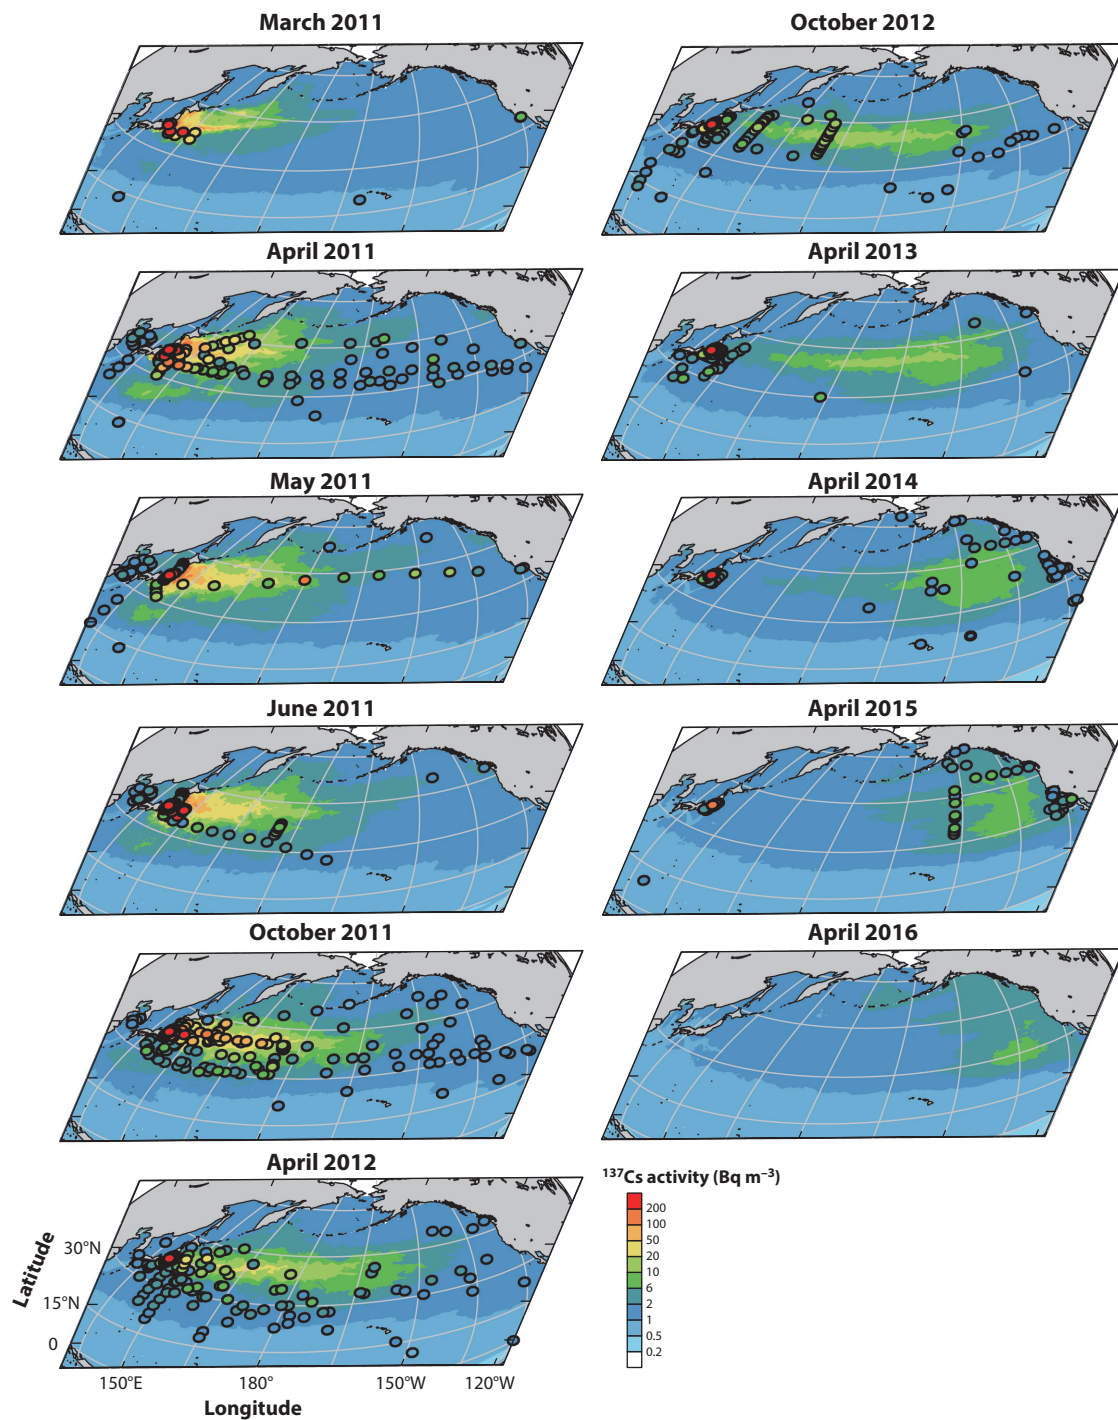 March 2011
October 2012
April 2011
April 2013
May 2011
April 2014
June 2011
April 2015
October 2011
April 2016
April 2012
¹³⁷Cs activity (Bq m⁻³)
200
100
50
20
10
6
2
1
0.5
0.2
Latitude
30°N
15°N
0
150°E
180°
150°W
120°W
Longitude